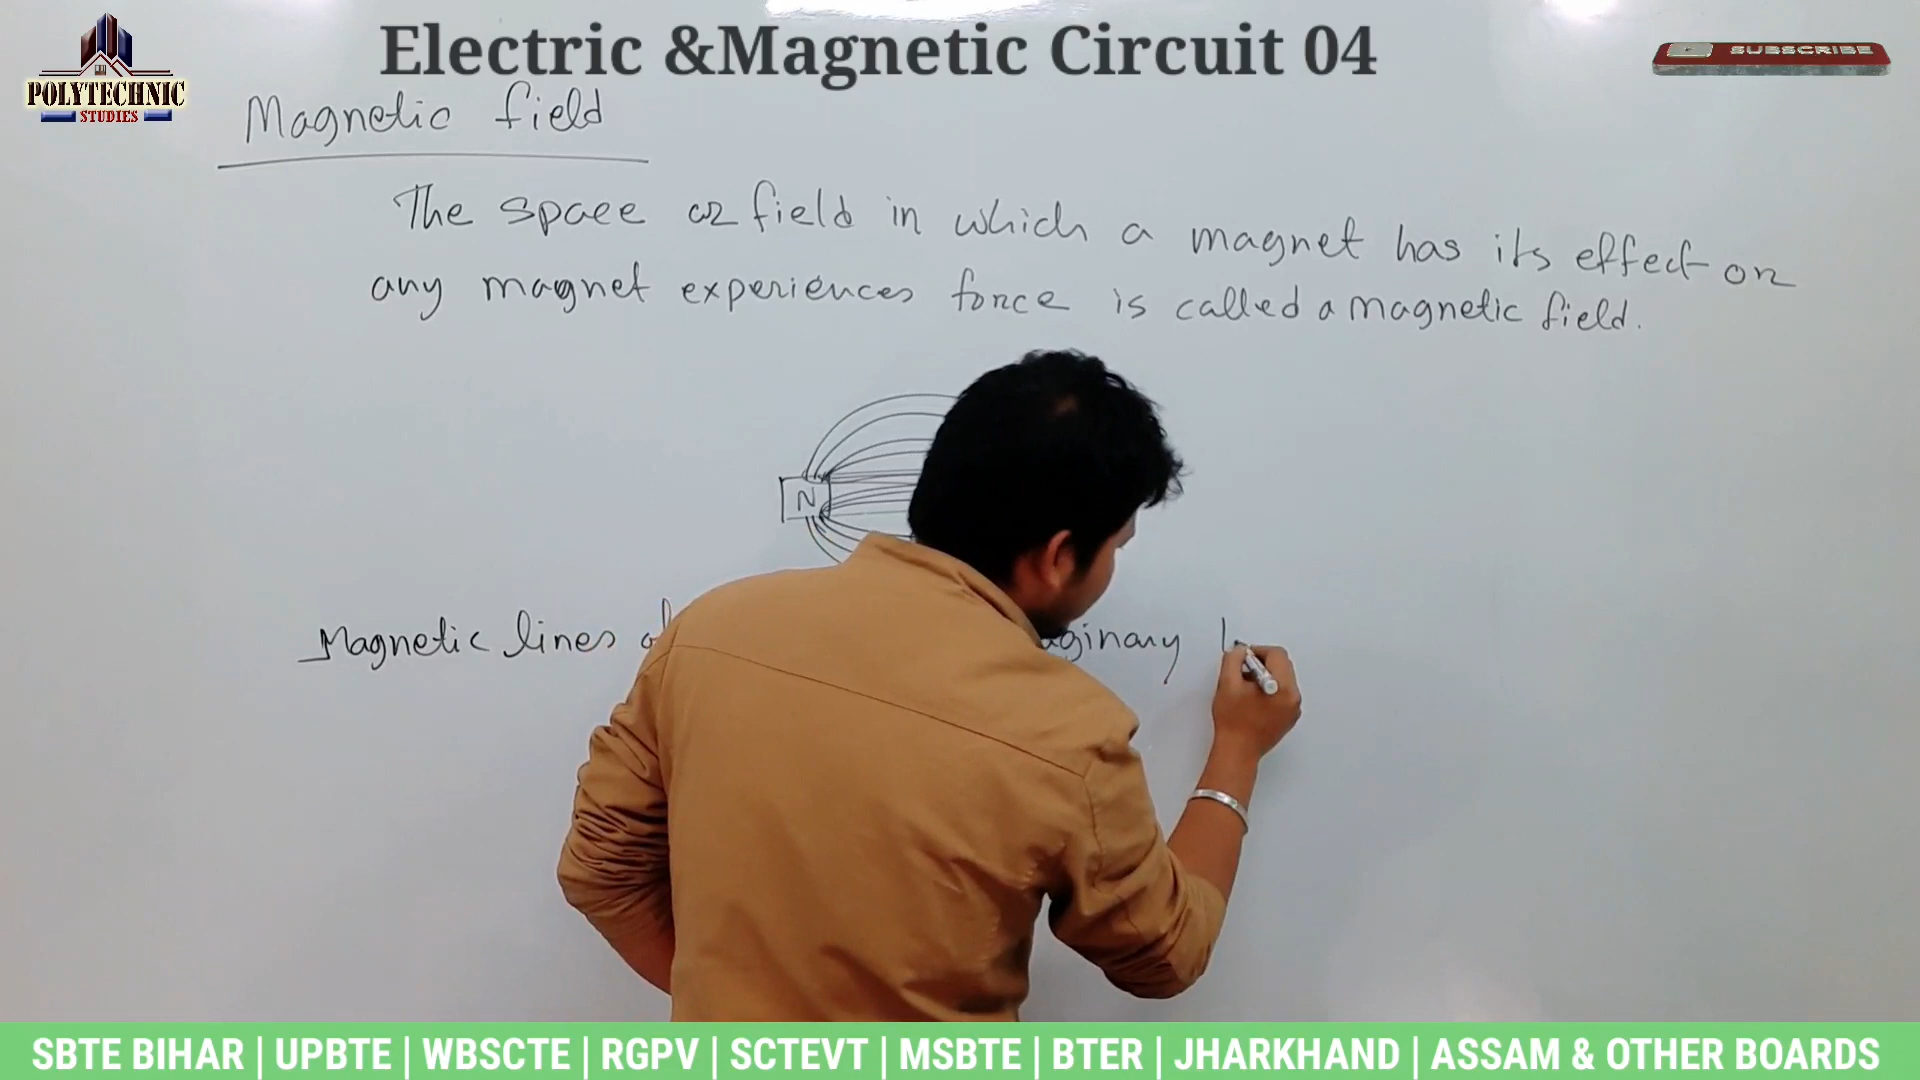 Electric &Magnetic Circuit 04
SUBSCRIBE
POLYTECHNIC
STUDIES
Magnetic field
The space or field in which a magnet has its effect or
any magnet experiences force is called a magnetic field.
N
Magnetic lines
SBTE BIHAR | UPBTE | WBSCTE | RGPV | SCTEVT | MSBTE | BTER | JHARKHAND | ASSAM & OTHER BOARDS